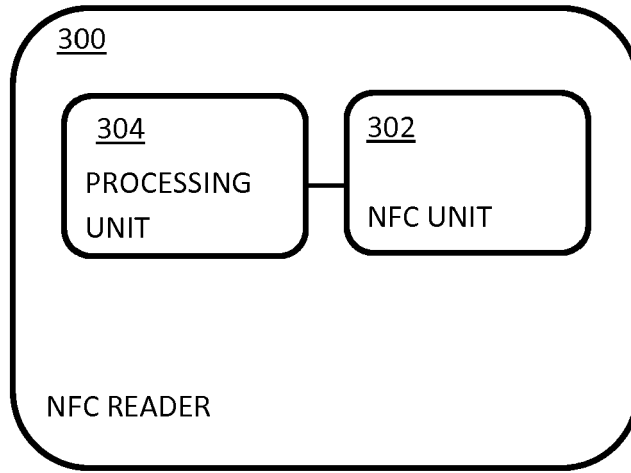 300
304
PROCESSING
UNIT
302
NFC UNIT
NFC READER